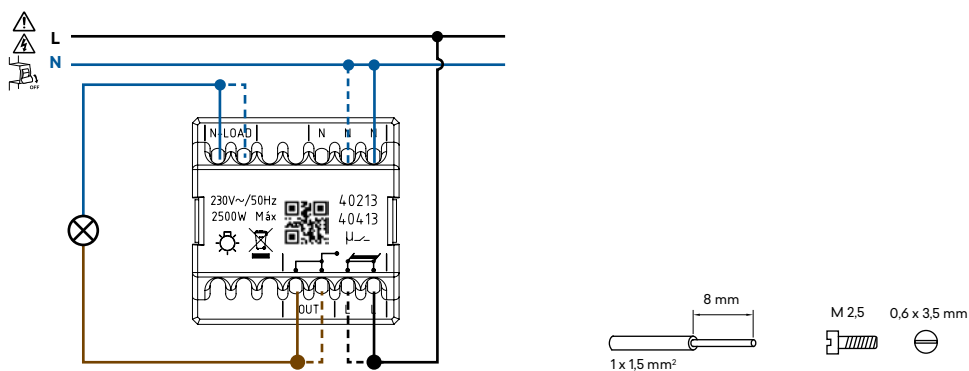 L
N
OFF
N-LOAD N N N
230V~/50Hz
2500W Máx
40213
40413
μ
OUT L L
8 mm
1 x 1,5 mm²
M 2,5
0,6 x 3,5 mm